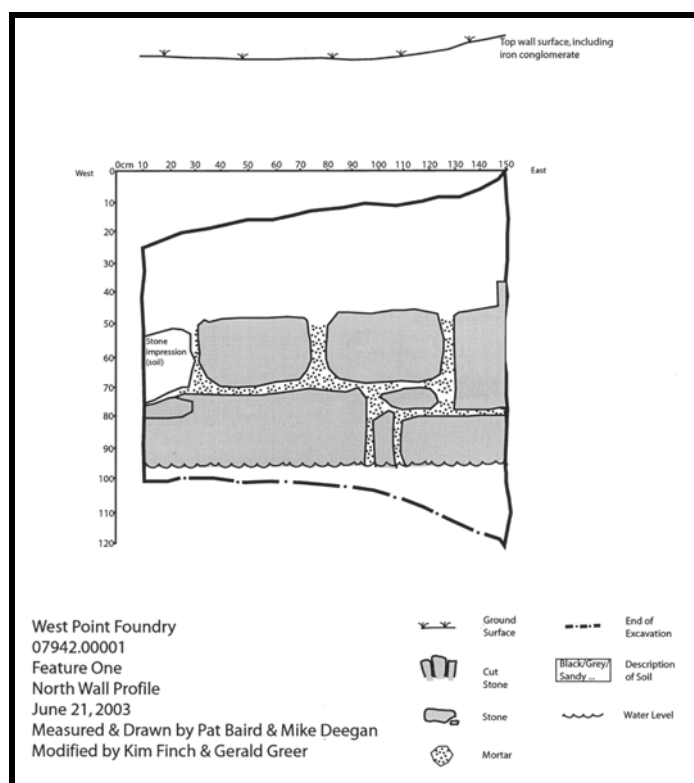 Top wall surface, including
iron conglomerate
0cm 10 20 30 40 50 60 70 80 90 100 110 120 130 140 150
West
East
0
10
20
30
40
50
60
70
80
90
100
110
120
Stone
impression
(soil)
West Point Foundry
07942.00001
Feature One
North Wall Profile
June 21, 2003
Measured & Drawn by Pat Baird & Mike Deegan
Modified by Kim Finch & Gerald Greer
Ground
Surface
Cut
Stone
Stone
Mortar
End of
Excavation
Black/Grey/
Sandy ...
Description
of Soil
Water Level